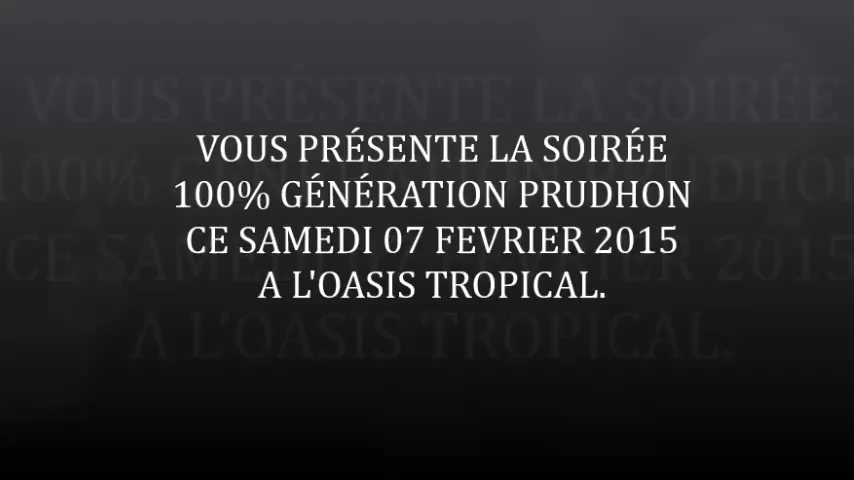 VOUS PRÉSENTE LA SOIRÉE
100% GÉNÉRATION PRUDHON
CE SAMEDI 07 FEVRIER 2015
A L'OASIS TROPICAL.